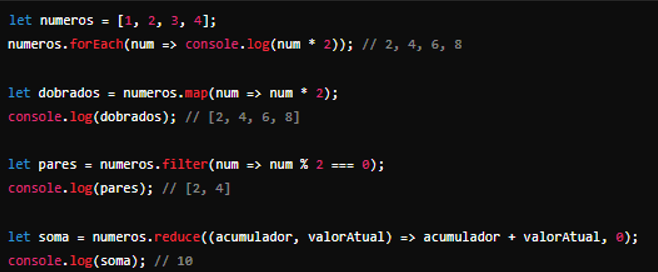 let numeros = [1, 2, 3, 4];
numeros.forEach(num => console.log(num * 2)); // 2, 4, 6, 8
let dobrados = numeros.map(num => num * 2);
console.log(dobrados); // [2, 4, 6, 8]
let pares = numeros.filter(num => num % 2 === 0);
console.log(pares); // [2, 4]
let soma = numeros.reduce((acumulador, valorAtual) => acumulador + valorAtual, 0);
console.log(soma); // 10